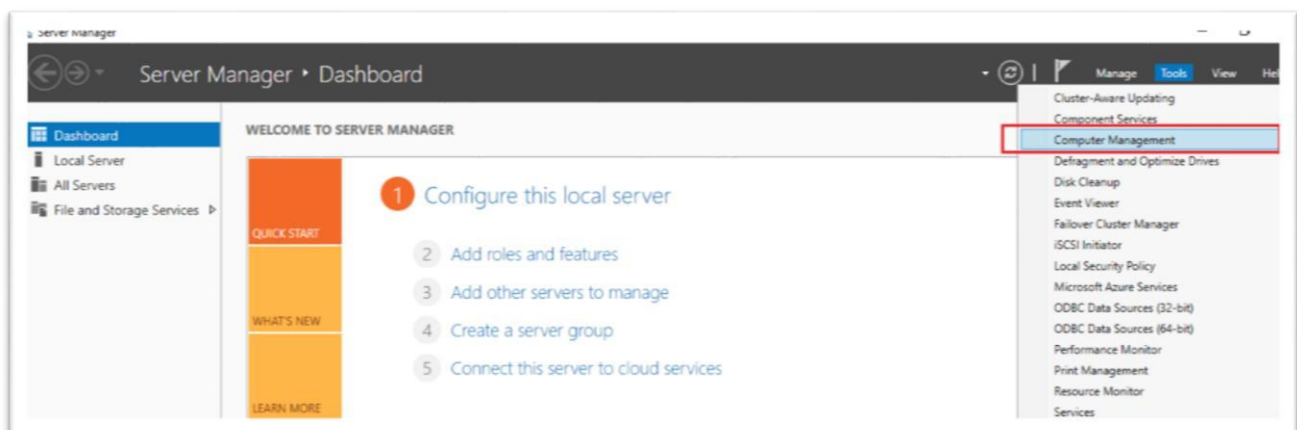 Server Manager
Server Manager • Dashboard
Manage Tools View Hel
Dashboard
Local Server
All Servers
File and Storage Services
WELCOME TO SERVER MANAGER
QUICK START
WHAT'S NEW
LEARN MORE
1 Configure this local server
2 Add roles and features
3 Add other servers to manage
4 Create a server group
5 Connect this server to cloud services
Cluster-Aware Updating
Component Services
Computer Management
Defragment and Optimize Drives
Disk Cleanup
Event Viewer
Failover Cluster Manager
iSCSI Initiator
Local Security Policy
Microsoft Azure Services
ODBC Data Sources (32-bit)
ODBC Data Sources (64-bit)
Performance Monitor
Print Management
Resource Monitor
Services